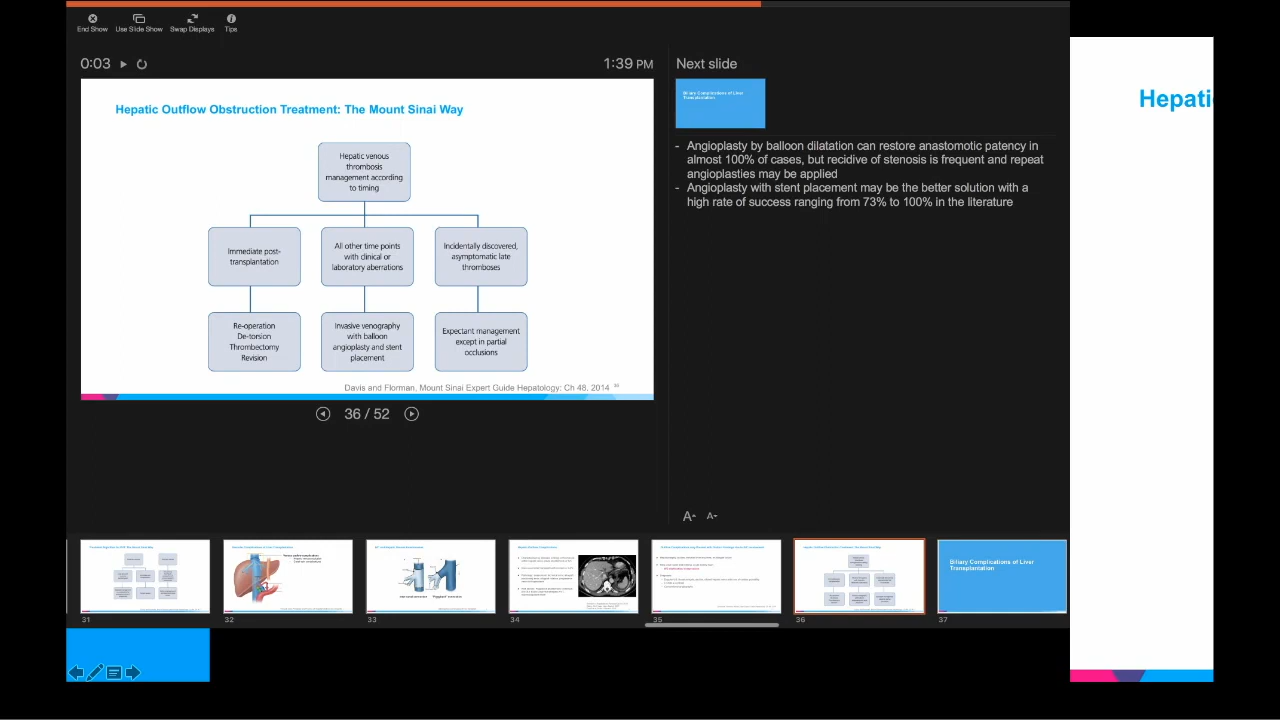 End Show
Use Slide Show
Swap Displays
Tips
0:03
1:39 PM
Next slide
Hepatic Outflow Obstruction Treatment: The Mount Sinai Way
Hepatic venous
thrombosis
management according
to timing
Immediate post-
transplantation
All other time points
with clinical or
laboratory aberrations
Incidentally discovered,
asymptomatic late
thromboses
Re-operation
De-torsion
Thrombectomy
Revision
Invasive venography
with balloon
angioplasty and stent
placement
Expectant management
except in partial
occlusions
Davis and Florman, Mount Sinai Expert Guide Hepatology: Ch 48, 2014
36
36 / 52
Biliary Complications of Liver
Transplantation
- Angioplasty by balloon dilatation can restore anastomotic patency in
almost 100% of cases, but recidive of stenosis is frequent and repeat
angioplasties may be applied
- Angioplasty with stent placement may be the better solution with a
high rate of success ranging from 73% to 100% in the literature
Hepati
A
A
Biliary Complications of Liver
Transplantation
31
32
33
34
35
36
37